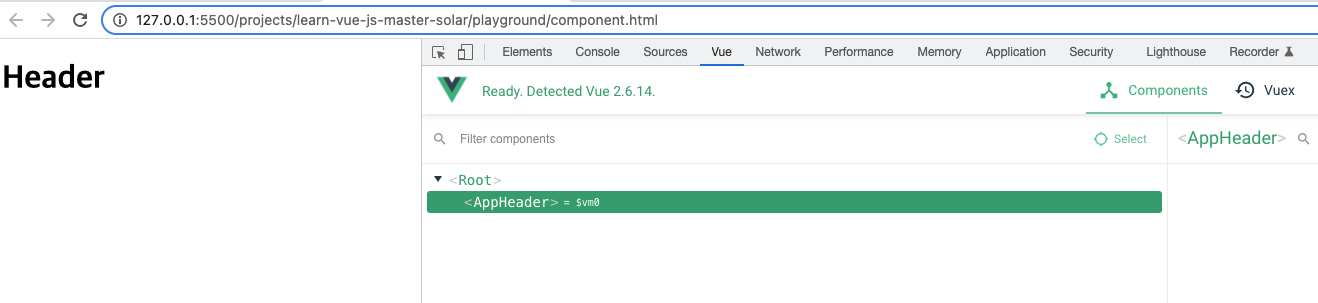 127.0.0.1:5500/projects/learn-vue-js-master-solar/playground/component.html
Header
Elements Console Sources Vue Network Performance Memory Application Security Lighthouse Recorder
Ready. Detected Vue 2.6.14.
Components Vuex
Filter components
Select
<AppHeader>
<Root>
<AppHeader> = $vm0